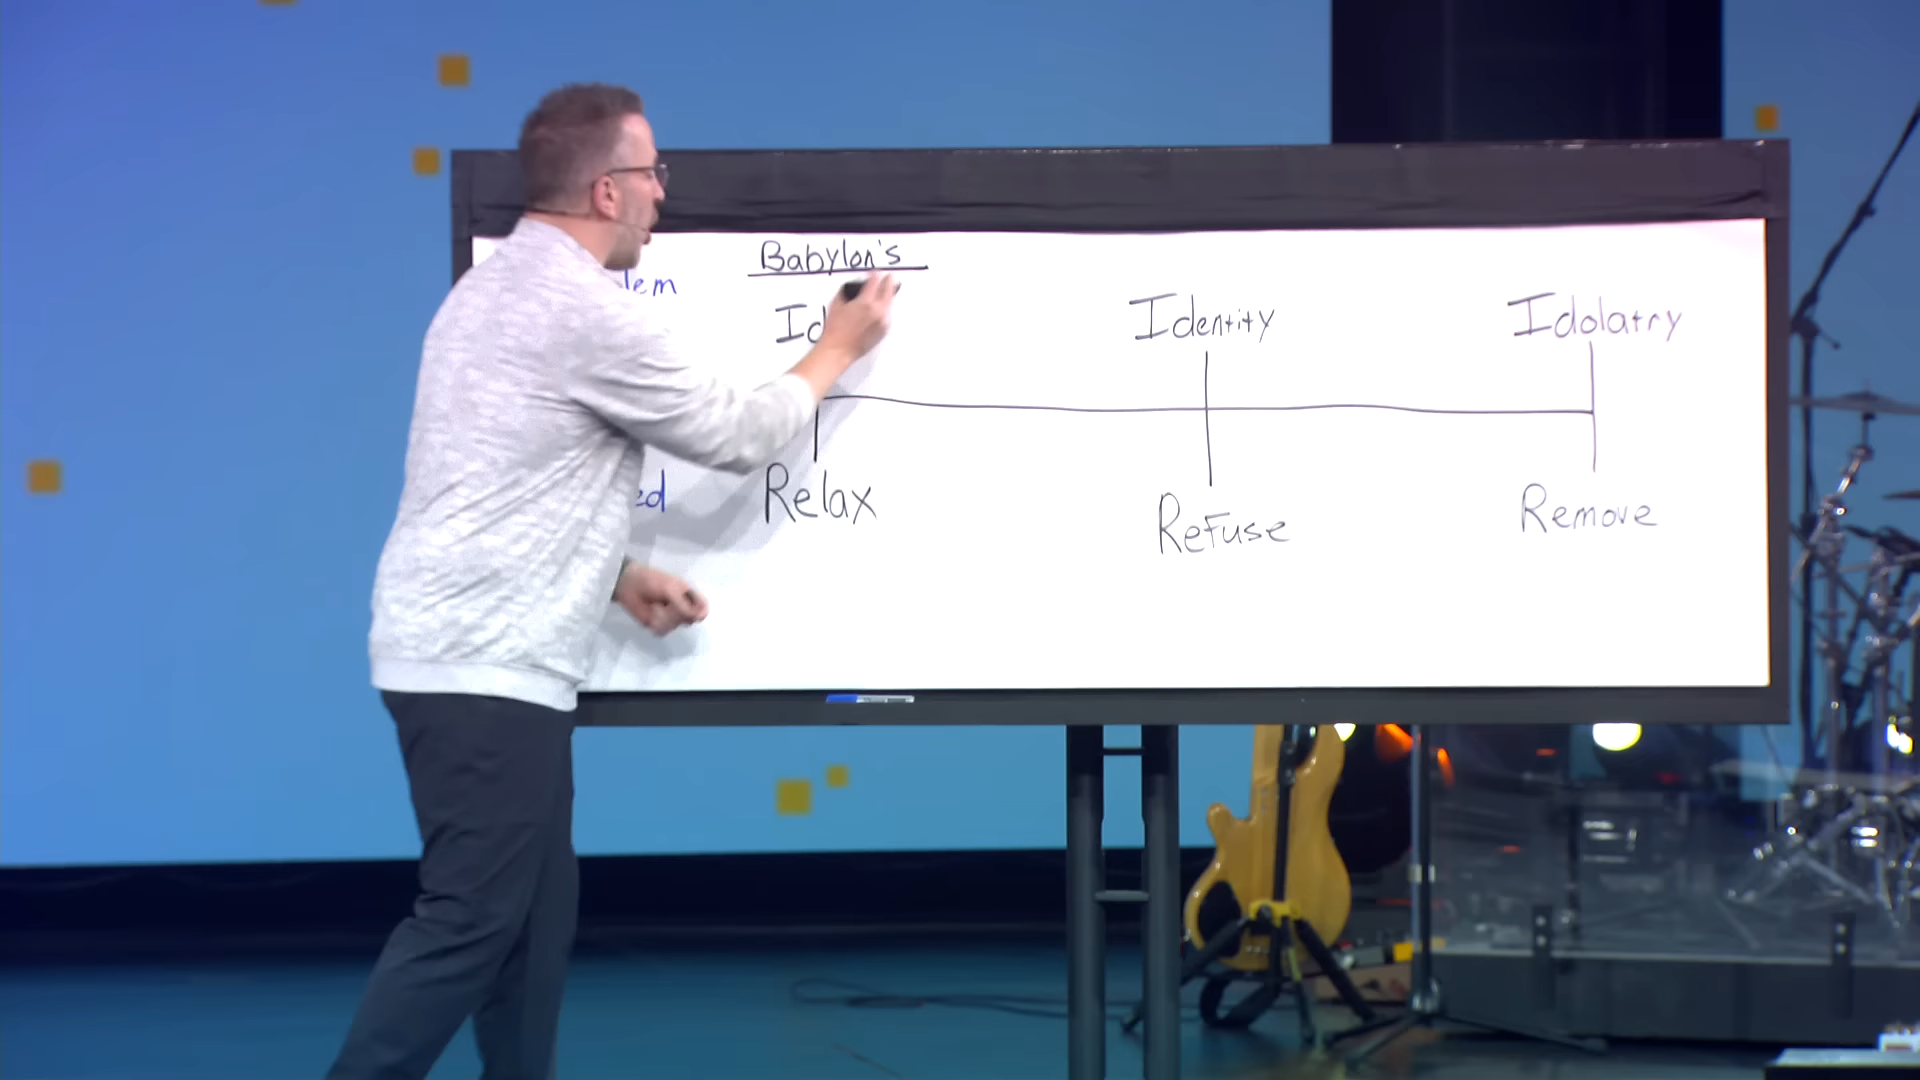 Babylon's
Identity
Idolatry
Relax
Refuse
Remove